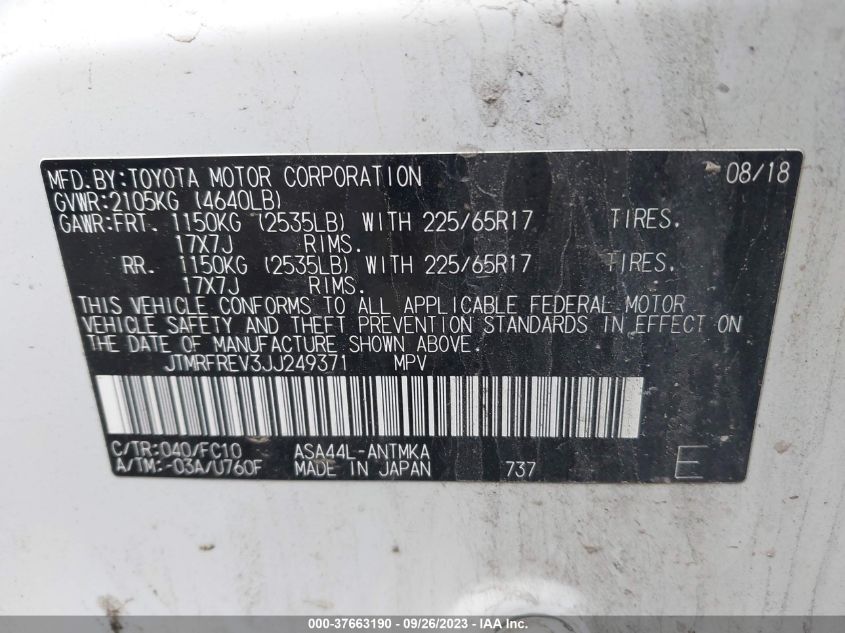 MFD.BY:TOYOTA MOTOR CORPORATION 08/18
GVWR:2105KG (4640LB)
GAWR:FRT. 1150KG (2535LB) WITH 225/65R17 TIRES.
17X7J RIMS.
RR. 1150KG (2535LB) WITH 225/65R17 TIRES.
17X7J RIMS.
THIS VEHICLE CONFORMS TO ALL APPLICABLE FEDERAL MOTOR
VEHICLE SAFETY AND THEFT PREVENTION STANDARDS IN EFFECT ON
THE DATE OF MANUFACTURE SHOWN ABOVE.
JTMRFREV3JJ249371 MPV
C/TR:040/FC10 ASA44L-ANTMKA
A/TM:-03A/U760F MADE IN JAPAN 737 E
000-37663190 - 09/26/2023 - IAA Inc.